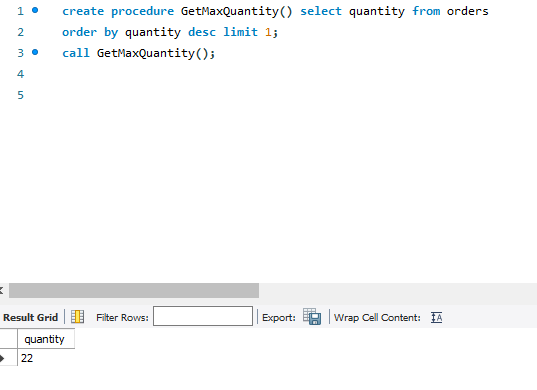 1 create procedure GetMaxQuantity() select quantity from orders
2 order by quantity desc limit 1;
3 call GetMaxQuantity();
4
5
Result Grid Filter Rows: Export: Wrap Cell Content: IA
quantity
22